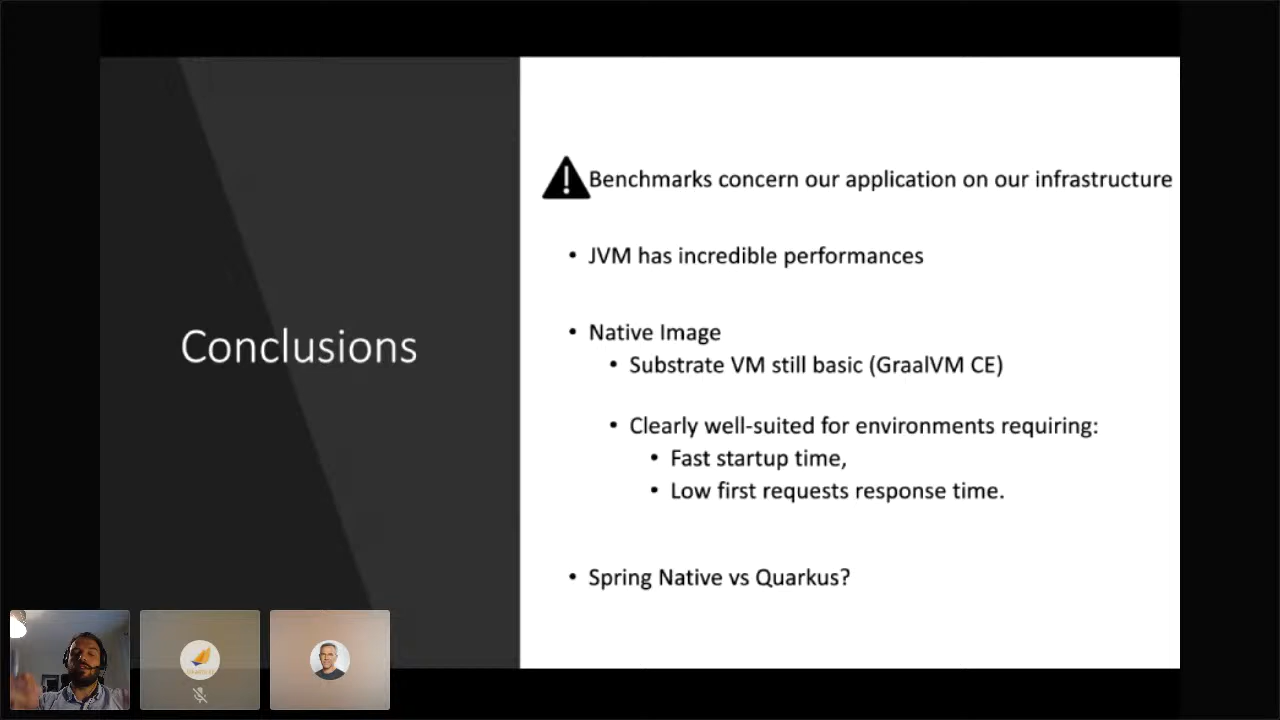 Conclusions
Benchmarks concern our application on our infrastructure
• JVM has incredible performances
• Native Image
• Substrate VM still basic (GraalVM CE)
• Clearly well-suited for environments requiring:
• Fast startup time,
• Low first requests response time.
• Spring Native vs Quarkus?